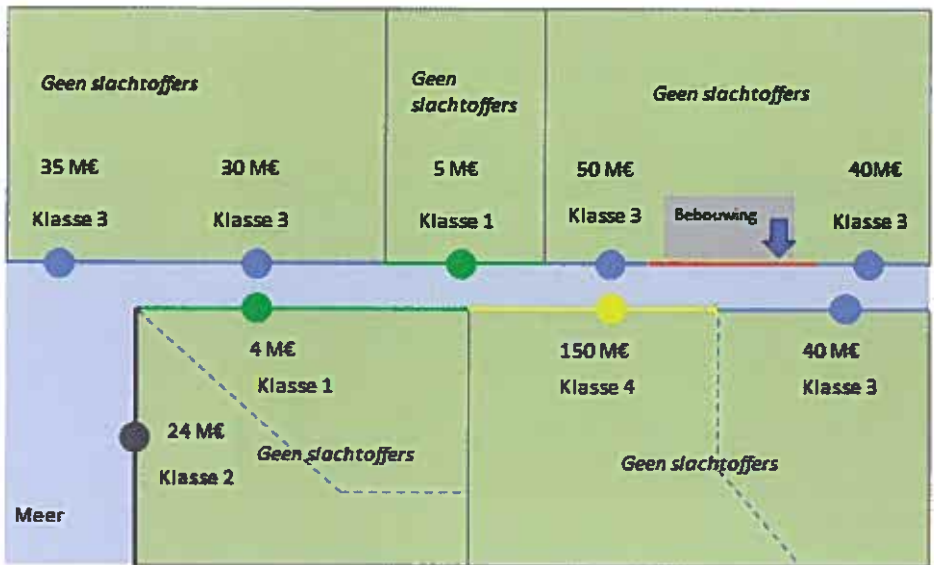 Geen slachtoffers
Geen
slachtoffers
Geen slachtoffers
35 M€
30 M€
5 M€
50 M€
40M€
Klasse 3
Klasse 3
Klasse 1
Klasse 3
Bebouwing
Klasse 3
4 M€
Klasse 1
150 M€
Klasse 4
40 M€
Klasse 3
24 M€
Klasse 2
Geen slachtoffers
Geen slachtoffers
Meer